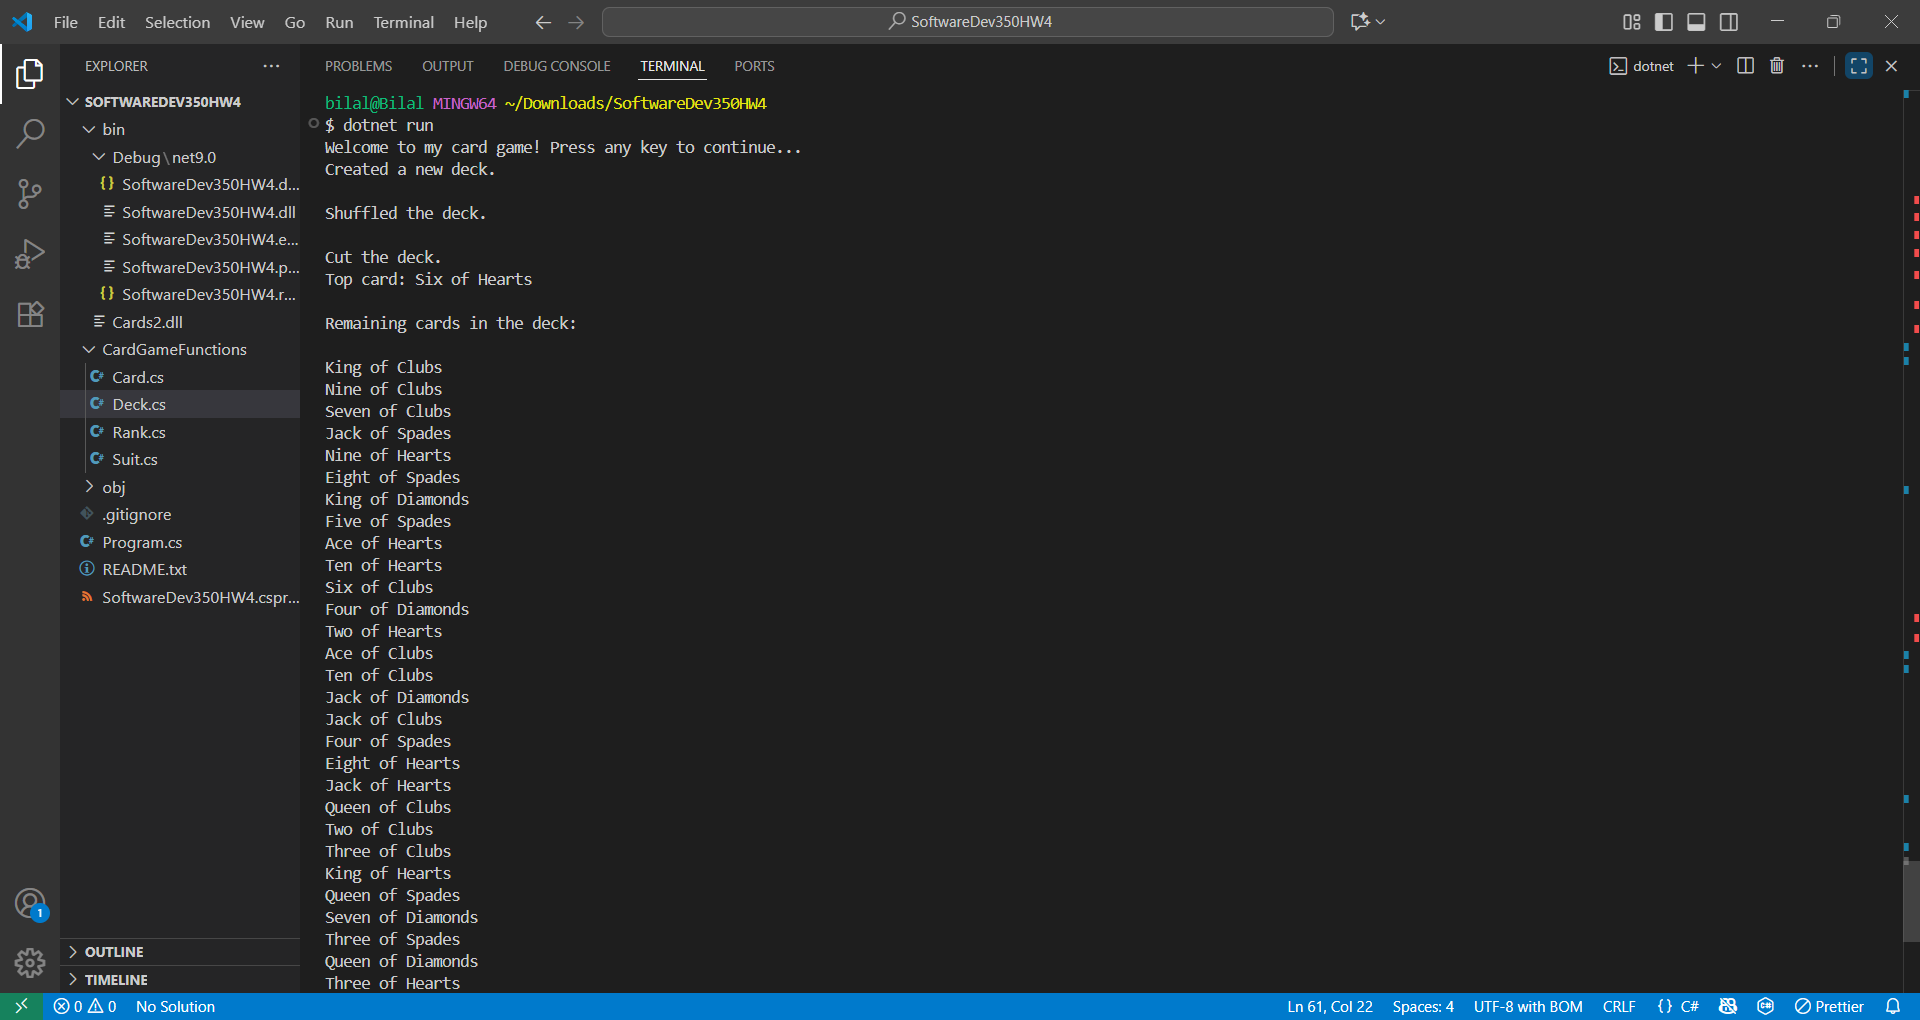 File Edit Selection View Go Run Terminal Help
SoftwareDev350HW4
EXPLORER
PROBLEMS OUTPUT DEBUG CONSOLE TERMINAL PORTS
dotnet
SOFTWAREDEV350HW4
bin
Debug\net9.0
SoftwareDev350HW4.d...
SoftwareDev350HW4.dll
SoftwareDev350HW4.e...
SoftwareDev350HW4.p...
SoftwareDev350HW4.r...
Cards2.dll
CardGameFunctions
Card.cs
Deck.cs
Rank.cs
Suit.cs
obj
.gitignore
Program.cs
README.txt
SoftwareDev350HW4.cspr...
OUTLINE
TIMELINE
bilal@Bilal MINGW64 ~/Downloads/SoftwareDev350HW4
$ dotnet run
Welcome to my card game! Press any key to continue...
Created a new deck.
Shuffled the deck.
Cut the deck.
Top card: Six of Hearts
Remaining cards in the deck:
King of Clubs
Nine of Clubs
Seven of Clubs
Jack of Spades
Nine of Hearts
Eight of Spades
King of Diamonds
Five of Spades
Ace of Hearts
Ten of Hearts
Six of Clubs
Four of Diamonds
Two of Hearts
Ace of Clubs
Ten of Clubs
Jack of Diamonds
Jack of Clubs
Four of Spades
Eight of Hearts
Jack of Hearts
Queen of Clubs
Two of Clubs
Three of Clubs
King of Hearts
Queen of Spades
Seven of Diamonds
Three of Spades
Queen of Diamonds
Three of Hearts
1
0 0 No Solution
Ln 61, Col 22 Spaces: 4 UTF-8 with BOM CRLF {} C# Prettier